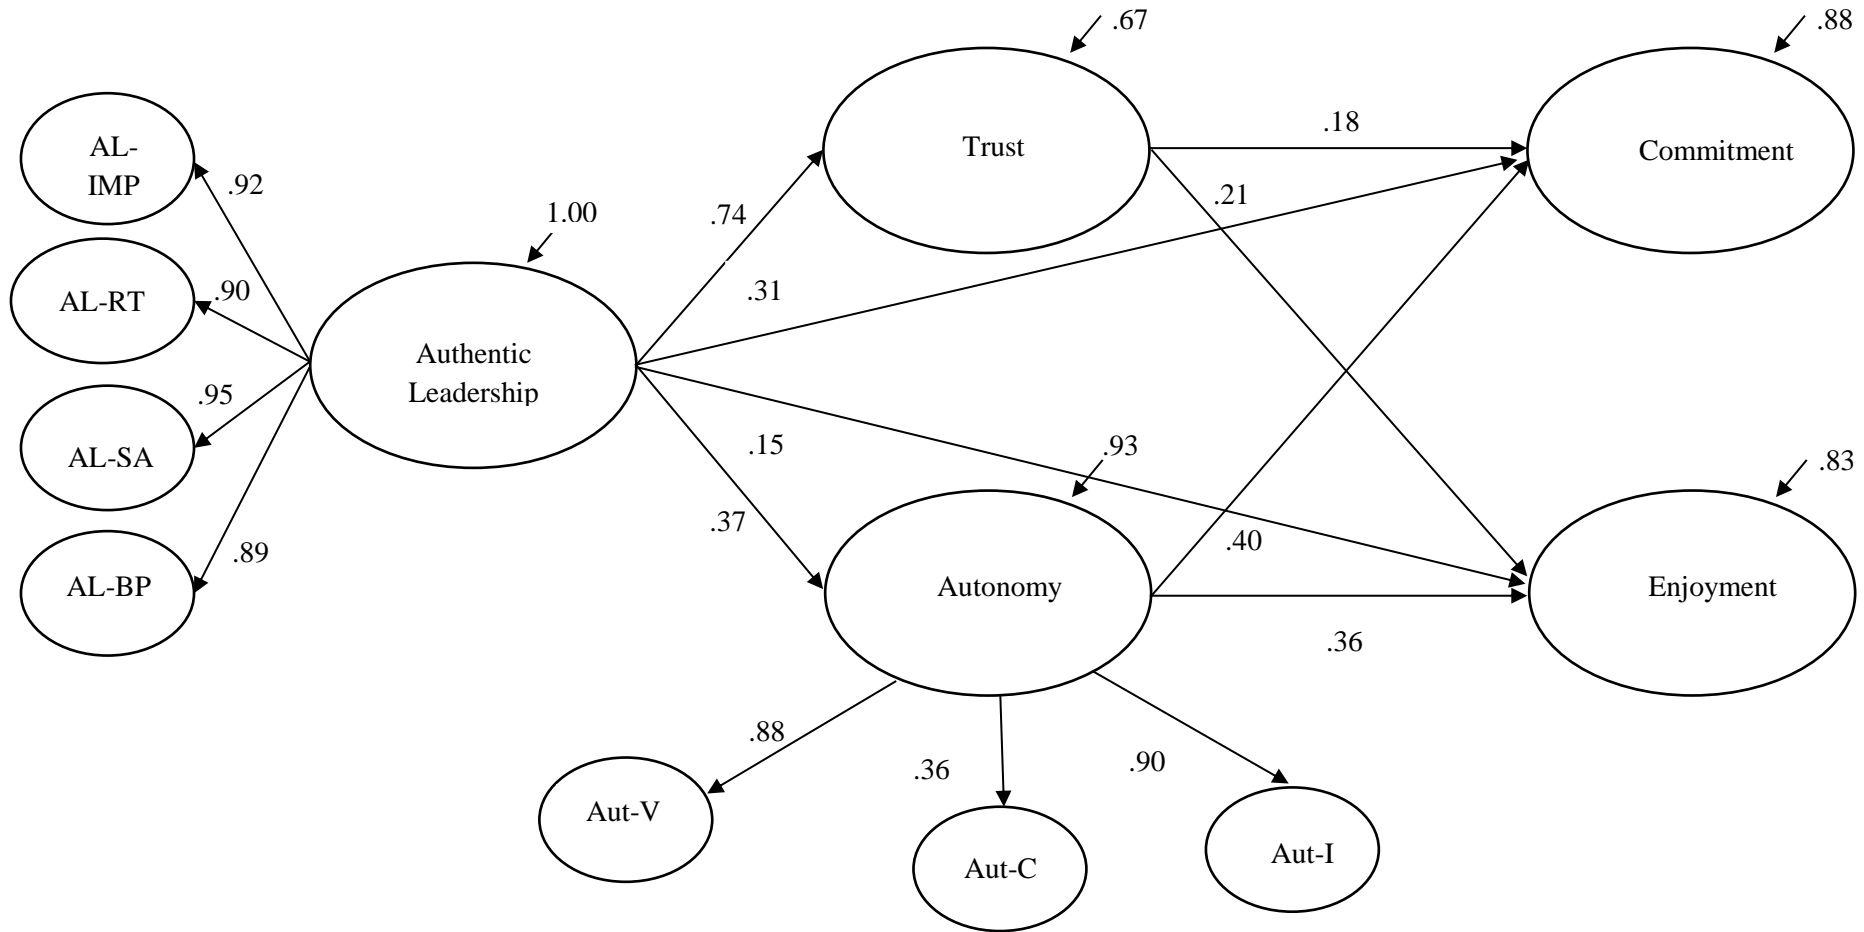 .67
.88
AL-
IMP
Trust
.18
Commitment
.92
.21
.74
1.00
.90
AL-RT
.31
Authentic
Leadership
.95
AL-SA
.15
.93
.83
.37
.40
.89
AL-BP
Autonomy
Enjoyment
.36
.88
.36
.90
Aut-V
Aut-C
Aut-I